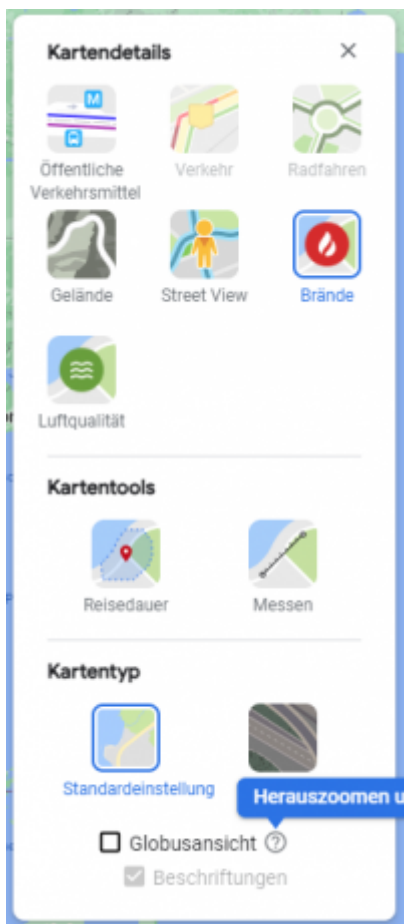 Kartendetails
M
Öffentliche Verkehr Radfahren
Verkehrsmittel
Gelände Street View Brände
Luftqualität
Kartentools
Reisedauer Messen
Kartentyp
Standardeinstellung
Herauszoomen u
Globusansicht ?
Beschriftungen